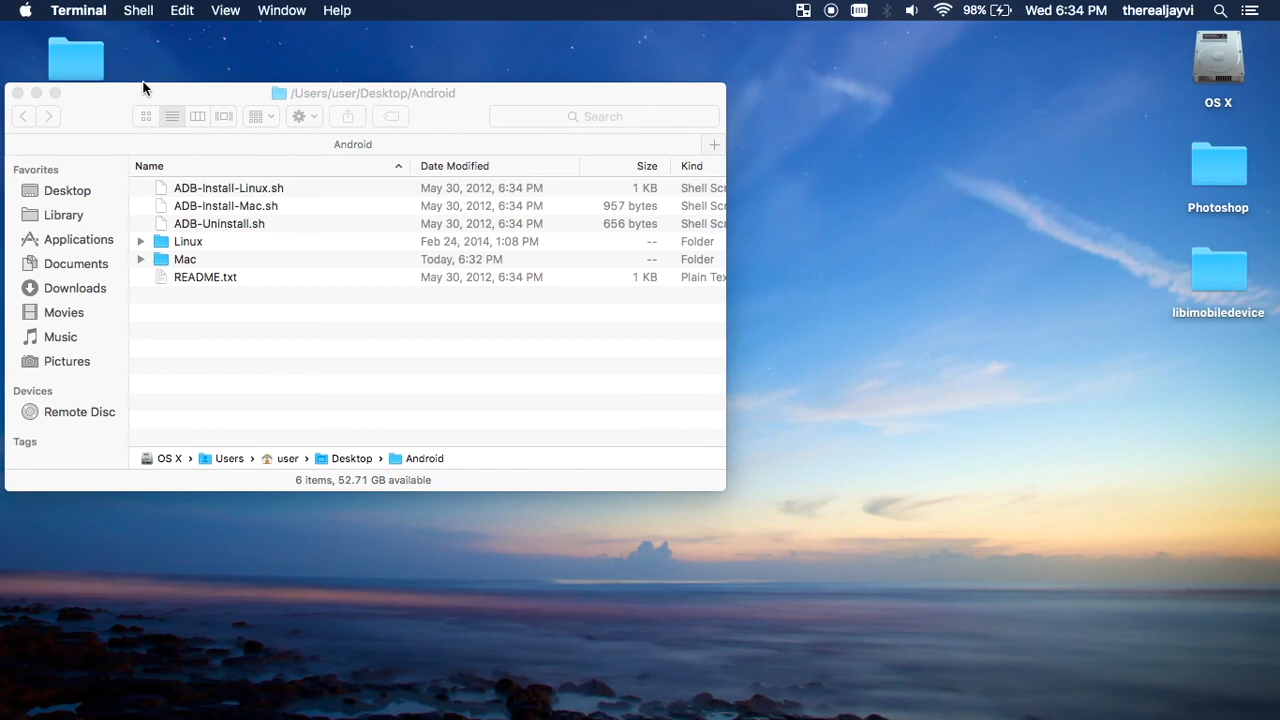 Terminal Shell Edit View Window Help 98% Wed 6:34 PM therealjayvi
/Users/user/Desktop/Android
Search
Android
Favorites
Desktop
Library
Applications
Documents
Downloads
Movies
Music
Pictures
Devices
Remote Disc
Tags
Name Date Modified Size Kind
ADB-Install-Linux.sh May 30, 2012, 6:34 PM 1 KB Shell Scr
ADB-Install-Mac.sh May 30, 2012, 6:34 PM 957 bytes Shell Scr
ADB-Uninstall.sh May 30, 2012, 6:34 PM 656 bytes Shell Scr
Linux Feb 24, 2014, 1:08 PM -- Folder
Mac Today, 6:32 PM -- Folder
README.txt May 30, 2012, 6:34 PM 1 KB Plain Tex
OS X › Users › user › Desktop › Android
6 items, 52.71 GB available
OS X
Photoshop
libimobiledevice